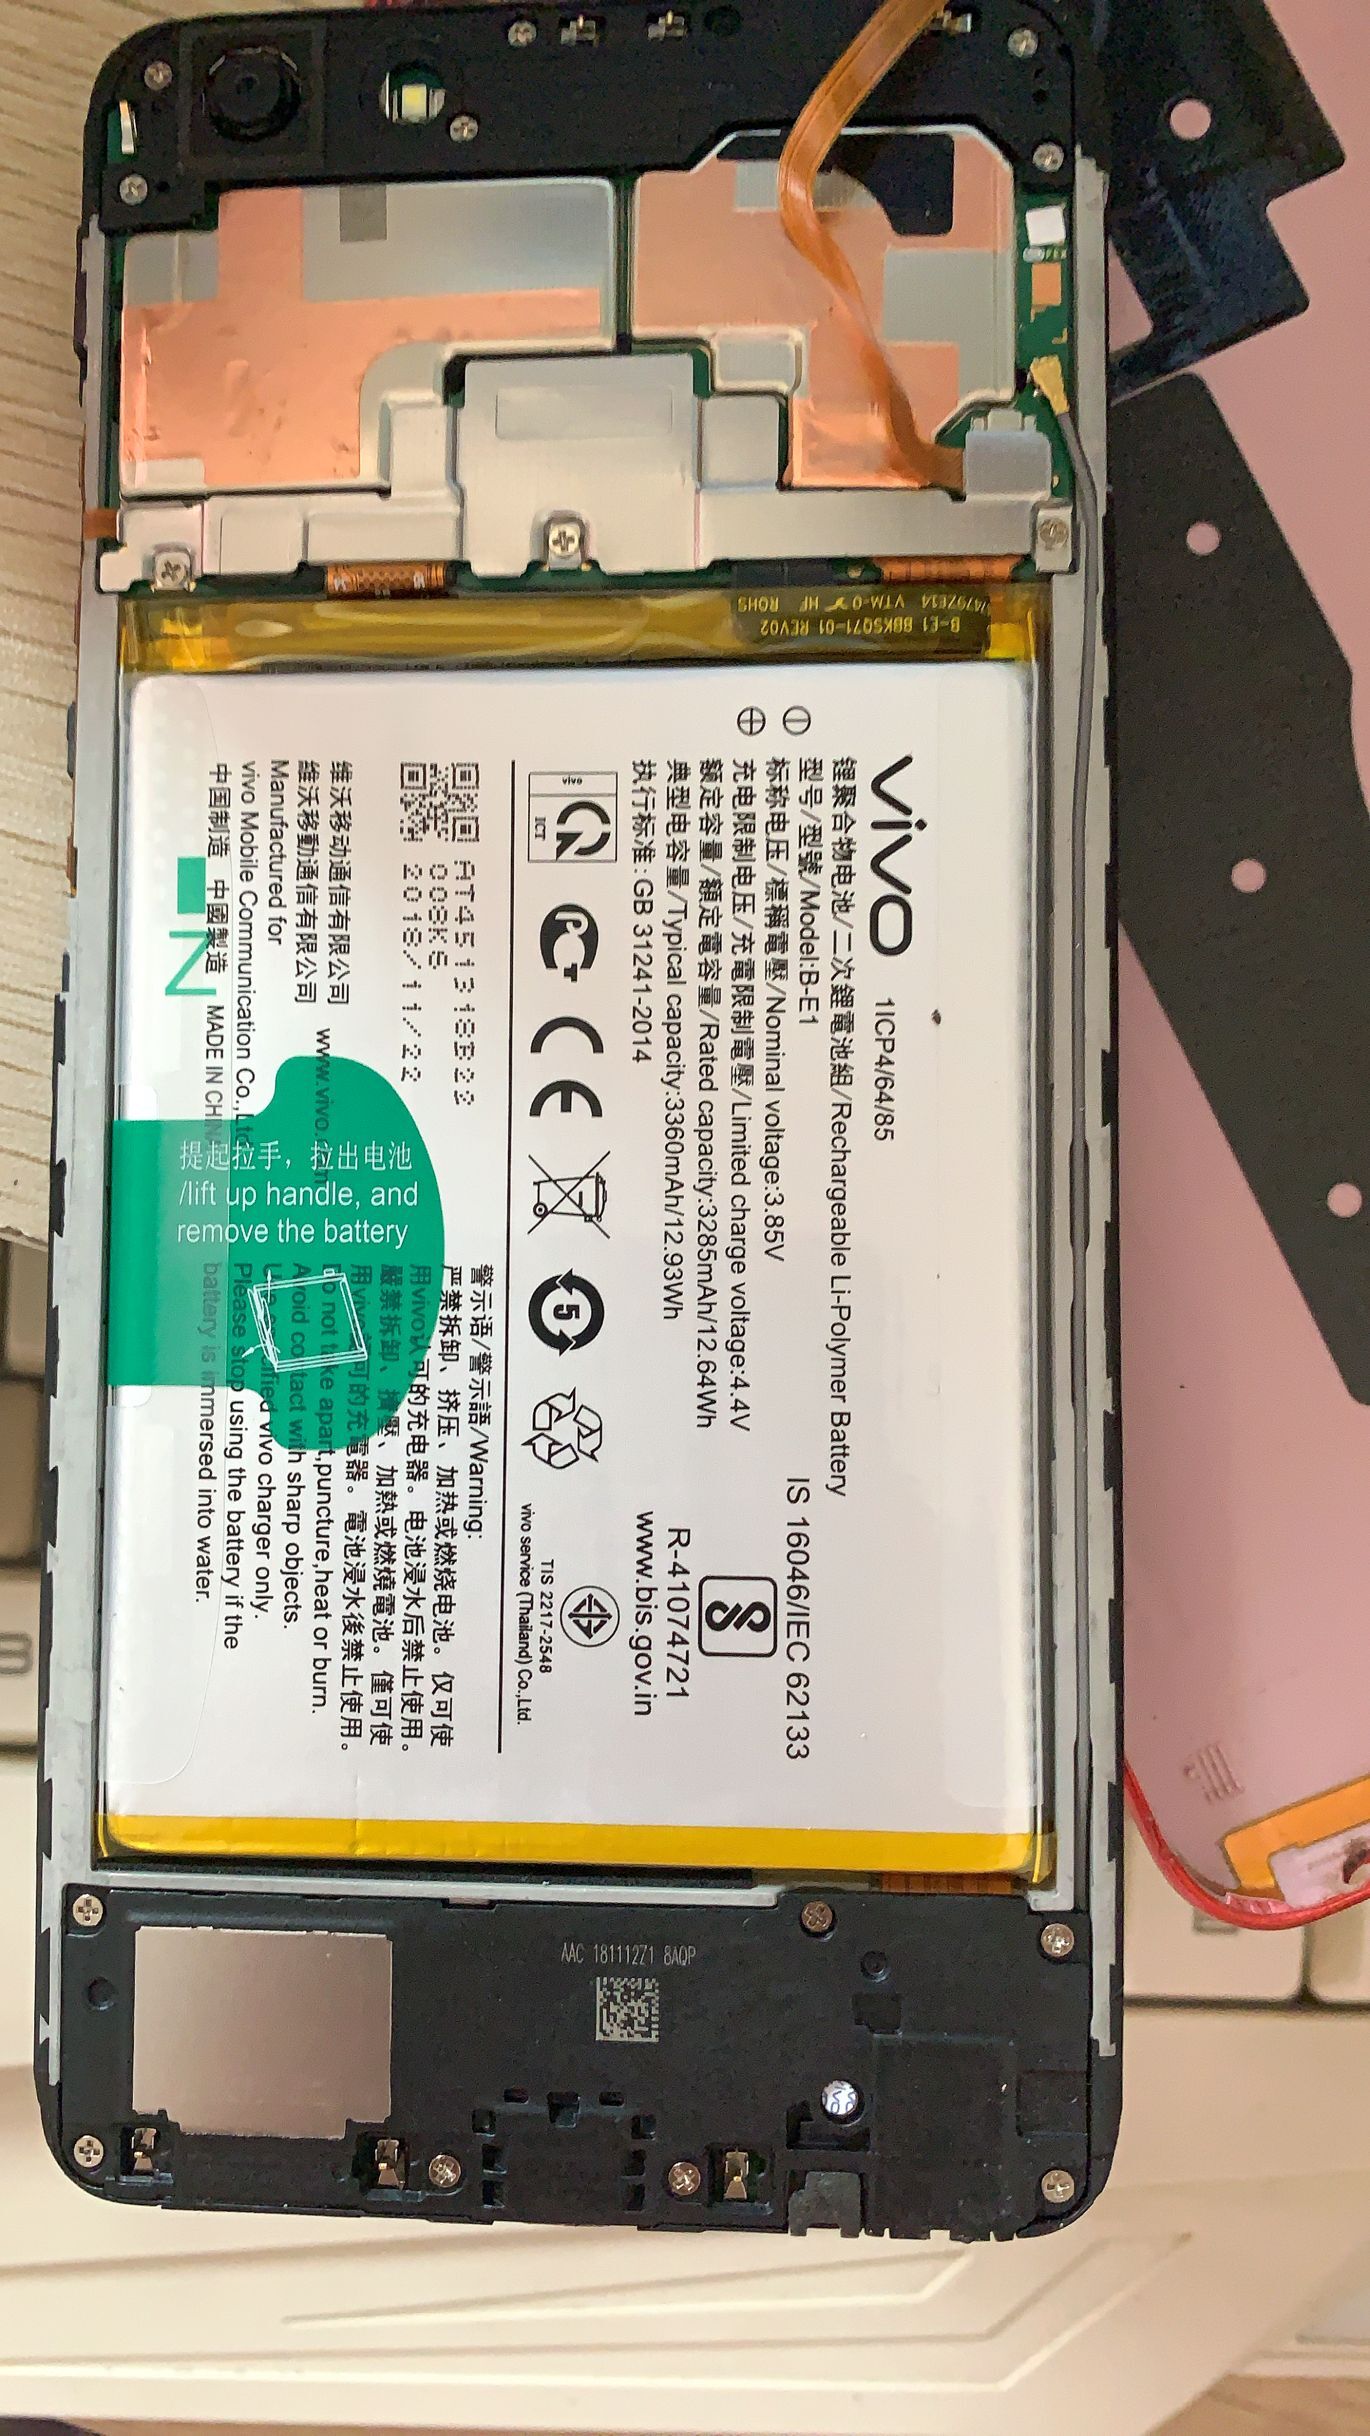 B-E1 BBKSQ71-01 REV02
VTM-0 HF ROHS
vivo 1ICP4/64/85
锂聚合物电池/二次鋰電池組/Rechargeable Li-Polymer Battery
型号/型號/Model:B-E1
标称电压/標稱電壓/Nominal voltage:3.85V
充电限制电压/充電限制電壓/Limited charge voltage:4.4V
额定容量/額定電容量/Rated capacity:3285mAh/12.64Wh
典型电容量/Typical capacity:3360mAh/12.93Wh
执行标准: GB 31241-2014
IS 16046/IEC 62133
R-41074721
www.bis.gov.in
vivo
ICT
PCT
CE
5
TIS 2217-2548
vivo service (Thailand) Co.,Ltd.
AT451318B22
008K9
2018/11/22
维沃移动通信有限公司
維沃移動通信有限公司 www.vivo.
Manufactured for
vivo Mobile Communication Co.,Ltd
中国制造 中國製造 MADE IN CHINA
N
警示语/警示語/Warning:
严禁拆卸、挤压、加热或燃烧电池。仅可使
用vivo认可的充电器。电池浸水后禁止使用。
嚴禁拆卸、擠壓、加熱或燃燒電池。僅可使
用vivo認可的充電器。電池浸水後禁止使用。
Do not take apart,puncture,heat or burn.
Avoid contact with sharp objects.
Use vivo charger only.
Please stop using the battery if the
battery is immersed into water.
提起拉手，拉出电池
/lift up handle, and
remove the battery
AAC 181112Z1 8AQP